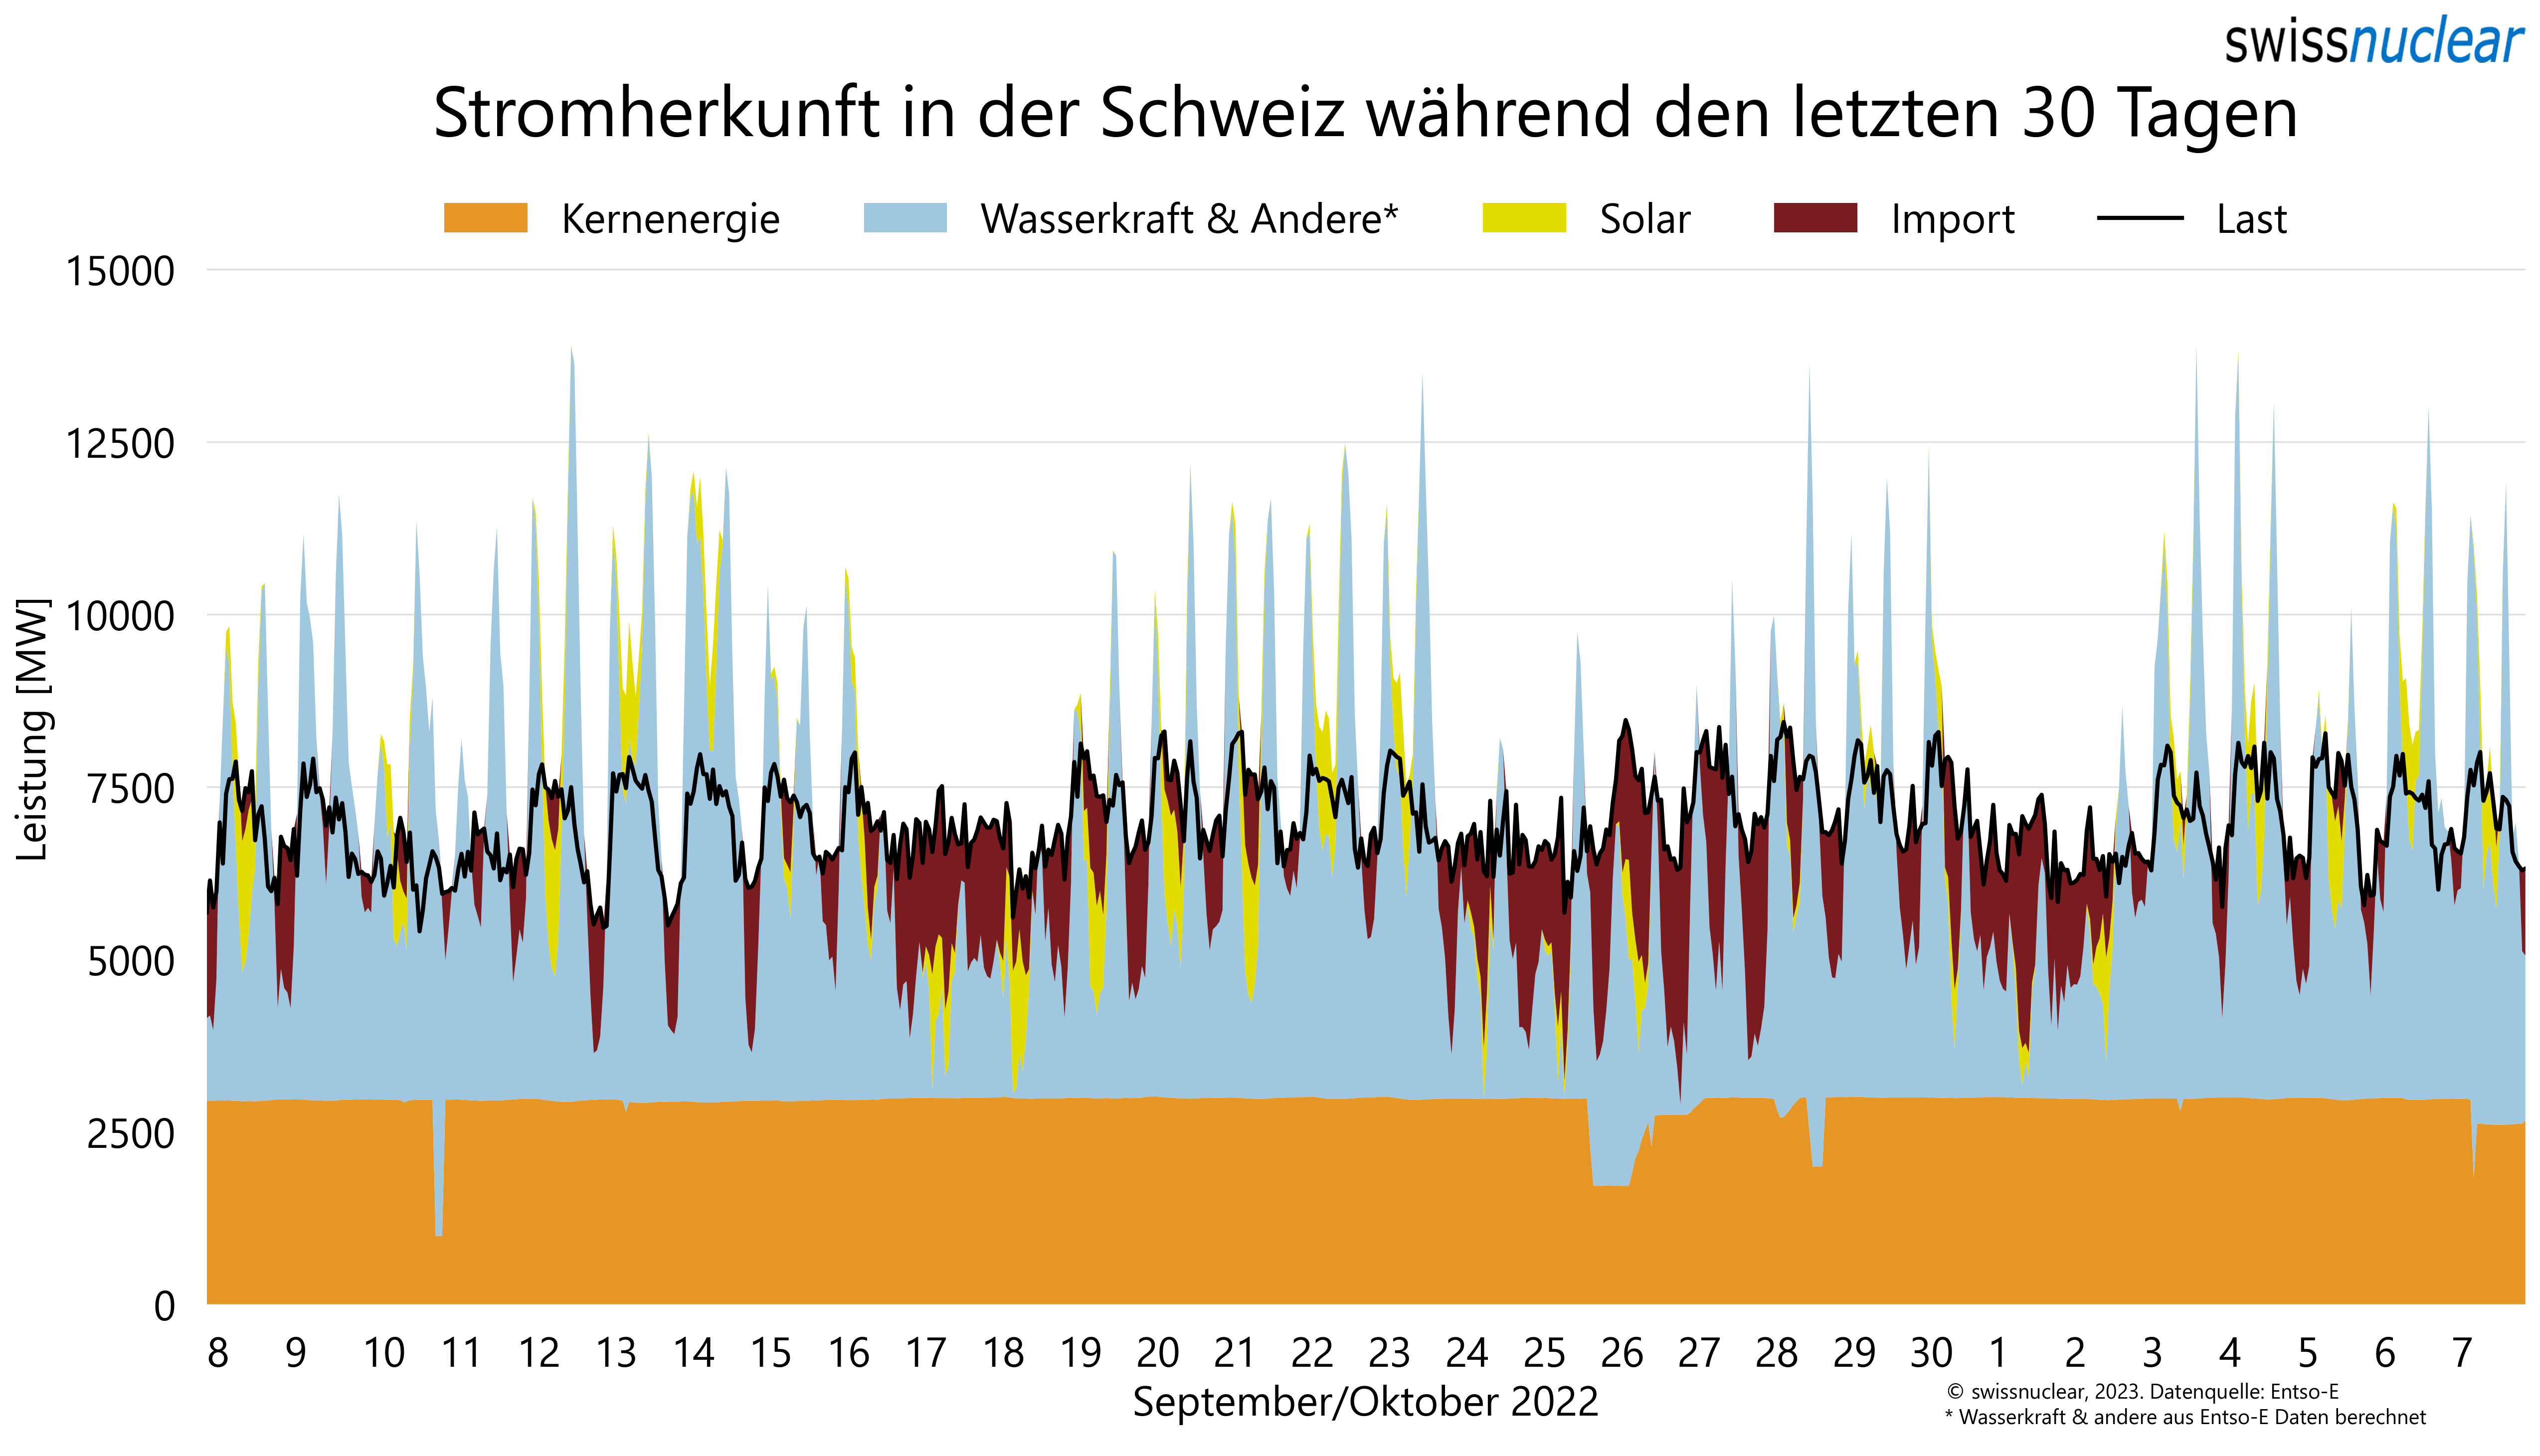 swissnuclear
Stromherkunft in der Schweiz während den letzten 30 Tagen
Kernenergie Wasserkraft & Andere* Solar Import Last
Leistung [MW]
15000
12500
10000
7500
5000
2500
0
8 9 10 11 12 13 14 15 16 17 18 19 20 21 22 23 24 25 26 27 28 29 30 1 2 3 4 5 6 7
September/Oktober 2022
© swissnuclear, 2023. Datenquelle: Entso-E
* Wasserkraft & andere aus Entso-E Daten berechnet